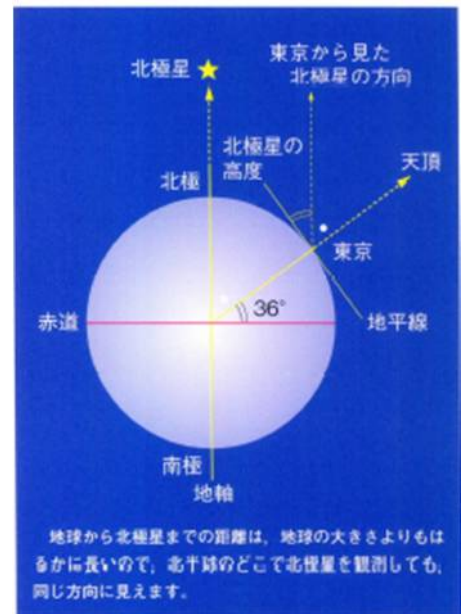 東京から見た
北極星の方向
北極星
北極星の
高度
天頂
北極
東京
36°
赤道
地平線
南極
地軸
地球から北極星までの距離は，地球の大きさよりもは
るかに長いので，北半球のどこで北極星を観測しても，
同じ方向に見えます。